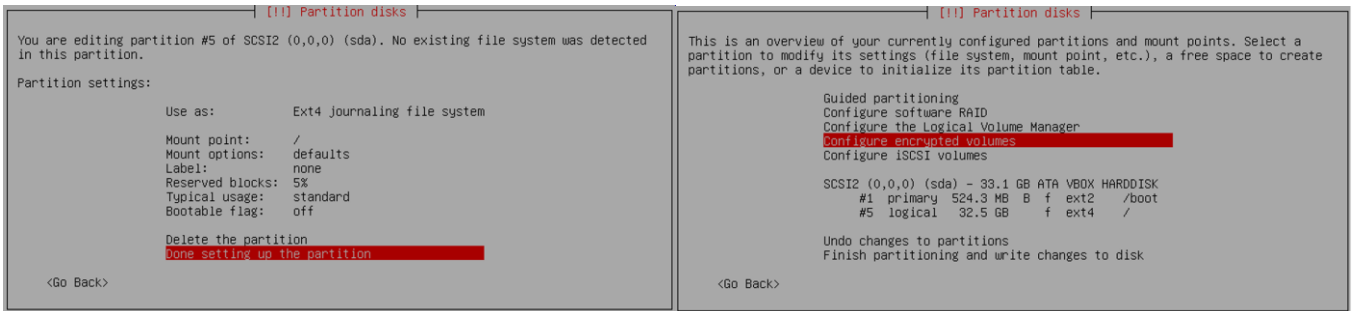 [!!] Partition disks
You are editing partition #5 of SCSI2 (0,0,0) (sda). No existing file system was detected
in this partition.
Partition settings:
Use as: Ext4 journaling file system
Mount point: /
Mount options: defaults
Label: none
Reserved blocks: 5%
Typical usage: standard
Bootable flag: off
Delete the partition
Done setting up the partition
<Go Back>
[!!] Partition disks
This is an overview of your currently configured partitions and mount points. Select a
partition to modify its settings (file system, mount point, etc.), a free space to create
partitions, or a device to initialize its partition table.
Guided partitioning
Configure software RAID
Configure the Logical Volume Manager
Configure encrypted volumes
Configure iSCSI volumes
SCSI2 (0,0,0) (sda) - 33.1 GB ATA VBOX HARDDISK
#1 primary 524.3 MB B f ext2 /boot
#5 logical 32.5 GB f ext4 /
Undo changes to partitions
Finish partitioning and write changes to disk
<Go Back>